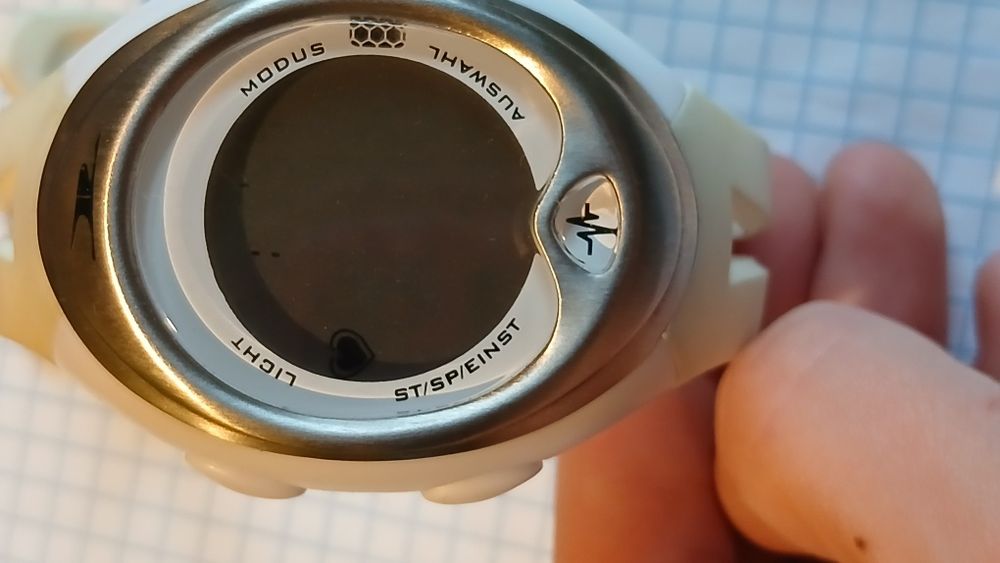 MODUS
AUSWAHL
LICHT
ST/SP/EINST